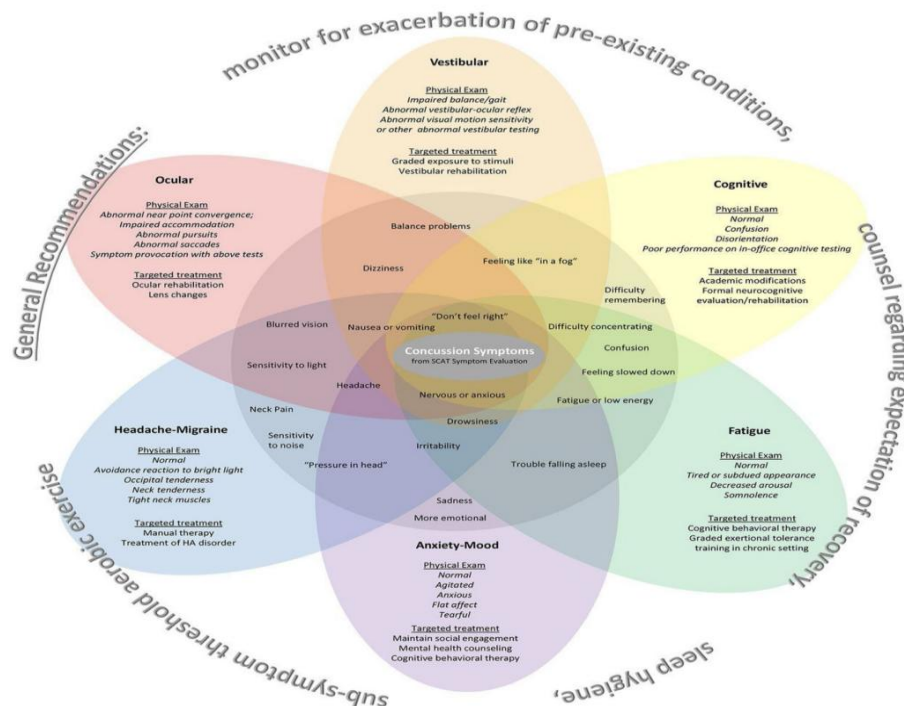 General Recommendations:
monitor for exacerbation of pre-existing conditions,
counsel regarding expectation of recovery,
sleep hygiene,
sub-symptom threshold aerobic exercise
Vestibular
Physical Exam
Impaired balance/gait
Abnormal vestibular-ocular reflex
Abnormal visual motion sensitivity
or other abnormal vestibular testing)
Targeted treatment
Graded exposure to stimuli
Vestibular rehabilitation
Ocular
Physical Exam
Abnormal near point convergence;
Impaired accommodation
Abnormal pursuits
Abnormal saccades
Symptom provocation with above tests
Targeted treatment
Ocular rehabilitation
Lens changes
Cognitive
Physical Exam
Normal
Confusion
Disorientation
Poor performance on in-office cognitive testing)
Targeted treatment
Academic modifications
Formal neurocognitive
evaluation/rehabilitation)
Balance problems
Dizziness
Feeling like “in a fog”
Difficulty
remembering
Blurred vision
Nausea or vomiting
“Don’t feel right”
Difficulty concentrating
Concussion Symptoms
from SCAT Symptom Evaluation
Confusion
Sensitivity to light
Feeling slowed down
Headache
Nervous or anxious
Fatigue or low energy
Neck Pain
Drowsiness
Sensitivity
to noise
Irritability
“Pressure in head”
Trouble falling asleep
Sadness
More emotional
Headache-Migraine
Physical Exam
Normal
Avoidance reaction to bright light
Occipital tenderness
Neck tenderness
Tight neck muscles
Targeted treatment
Manual therapy
Treatment of HA disorder
Fatigue
Physical Exam
Normal
Tired or subdued appearance
Decreased arousal
Somnolence
Targeted treatment
Cognitive behavioral therapy
Graded exertional tolerance
training in chronic setting
Anxiety-Mood
Physical Exam
Normal
Agitated
Anxious
Flat affect
Tearful
Targeted treatment
Maintain social engagement
Mental health counseling
Cognitive behavioral therapy